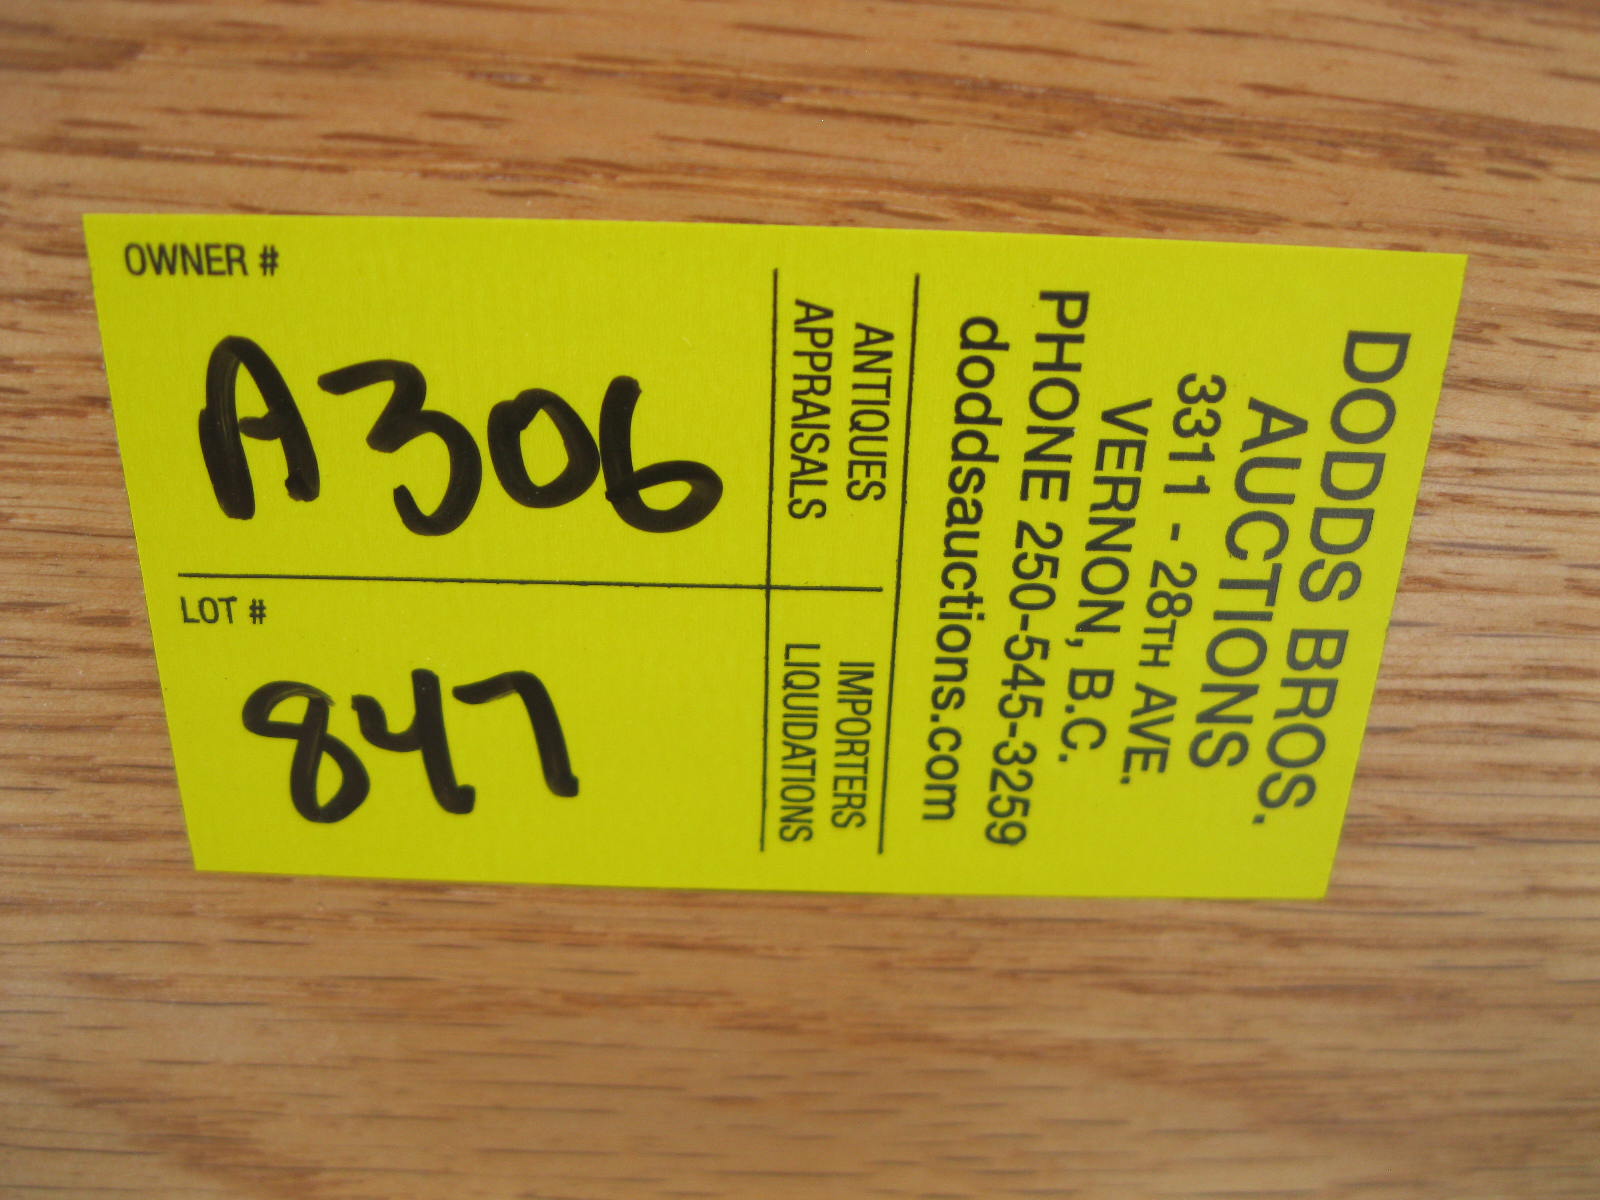 OWNER #
A306
LOT #
847
ANTIQUES
APPRAISALS
IMPORTERS
LIQUIDATIONS
DODDS BROS.
AUCTIONS
3311 - 28TH AVE.
VERNON, B.C.
PHONE 250-545-3259
doddsauctions.com